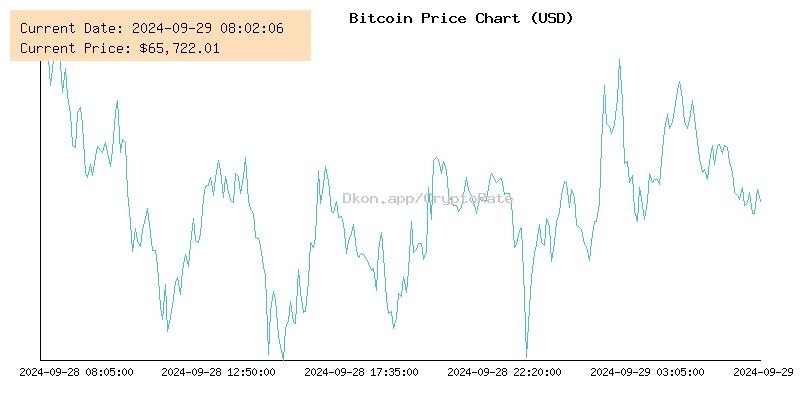 Bitcoin Price Chart (USD)
Current Date: 2024-09-29 08:02:06
Current Price: $65,722.01
Dkon.app/CryptoRate
2024-09-28 08:05:00 2024-09-28 12:50:00 2024-09-28 17:35:00 2024-09-28 22:20:00 2024-09-29 03:05:00 2024-09-29